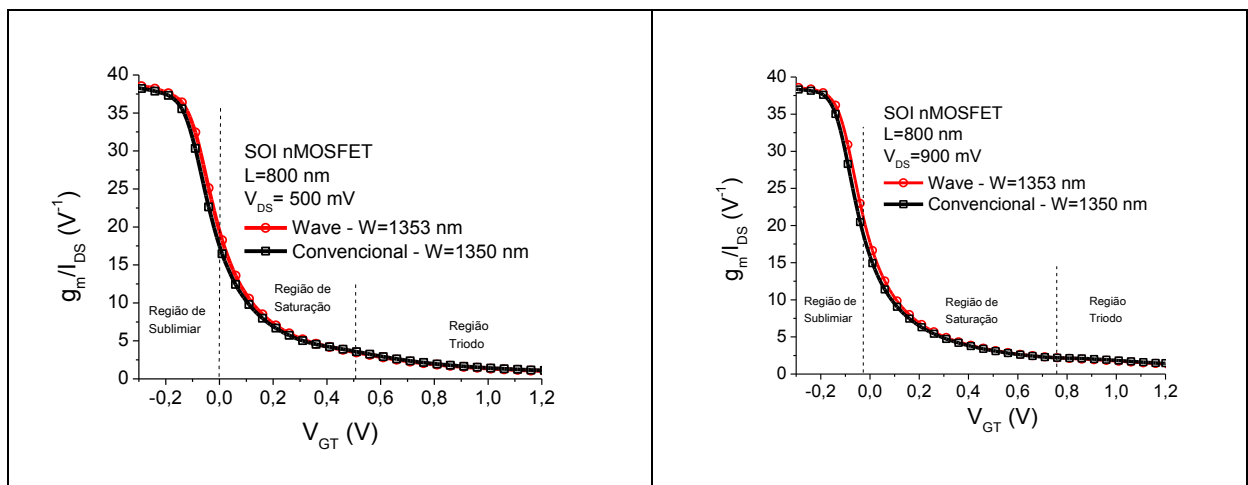 40
35
30
25
20
15
10
5
0
g_m/I_DS (V^-1)
SOI nMOSFET
L=800 nm
V_DS= 500 mV
Wave - W=1353 nm
Convencional - W=1350 nm
Região de
Sublimiar
Região de
Saturação
Região
Triodo
-0,2 0,0 0,2 0,4 0,6 0,8 1,0 1,2
V_GT (V)
40
35
30
25
20
15
10
5
0
g_m/I_DS (V^-1)
SOI nMOSFET
L=800 nm
V_DS=900 mV
Wave - W=1353 nm
Convencional - W=1350 nm
Região de
Sublimiar
Região de
Saturação
Região
Triodo
-0,2 0,0 0,2 0,4 0,6 0,8 1,0 1,2
V_GT (V)